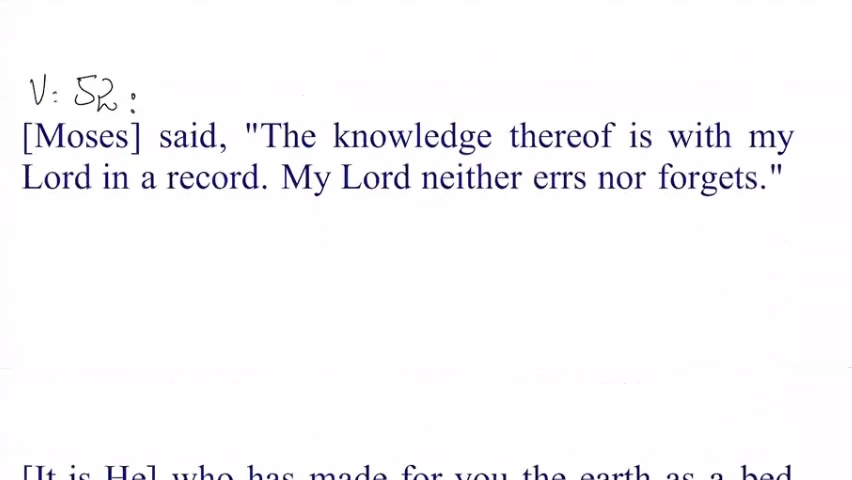 V: 52:
[Moses] said, "The knowledge thereof is with my
Lord in a record. My Lord neither errs nor forgets."
[It is He] who has made for you the earth as a bed